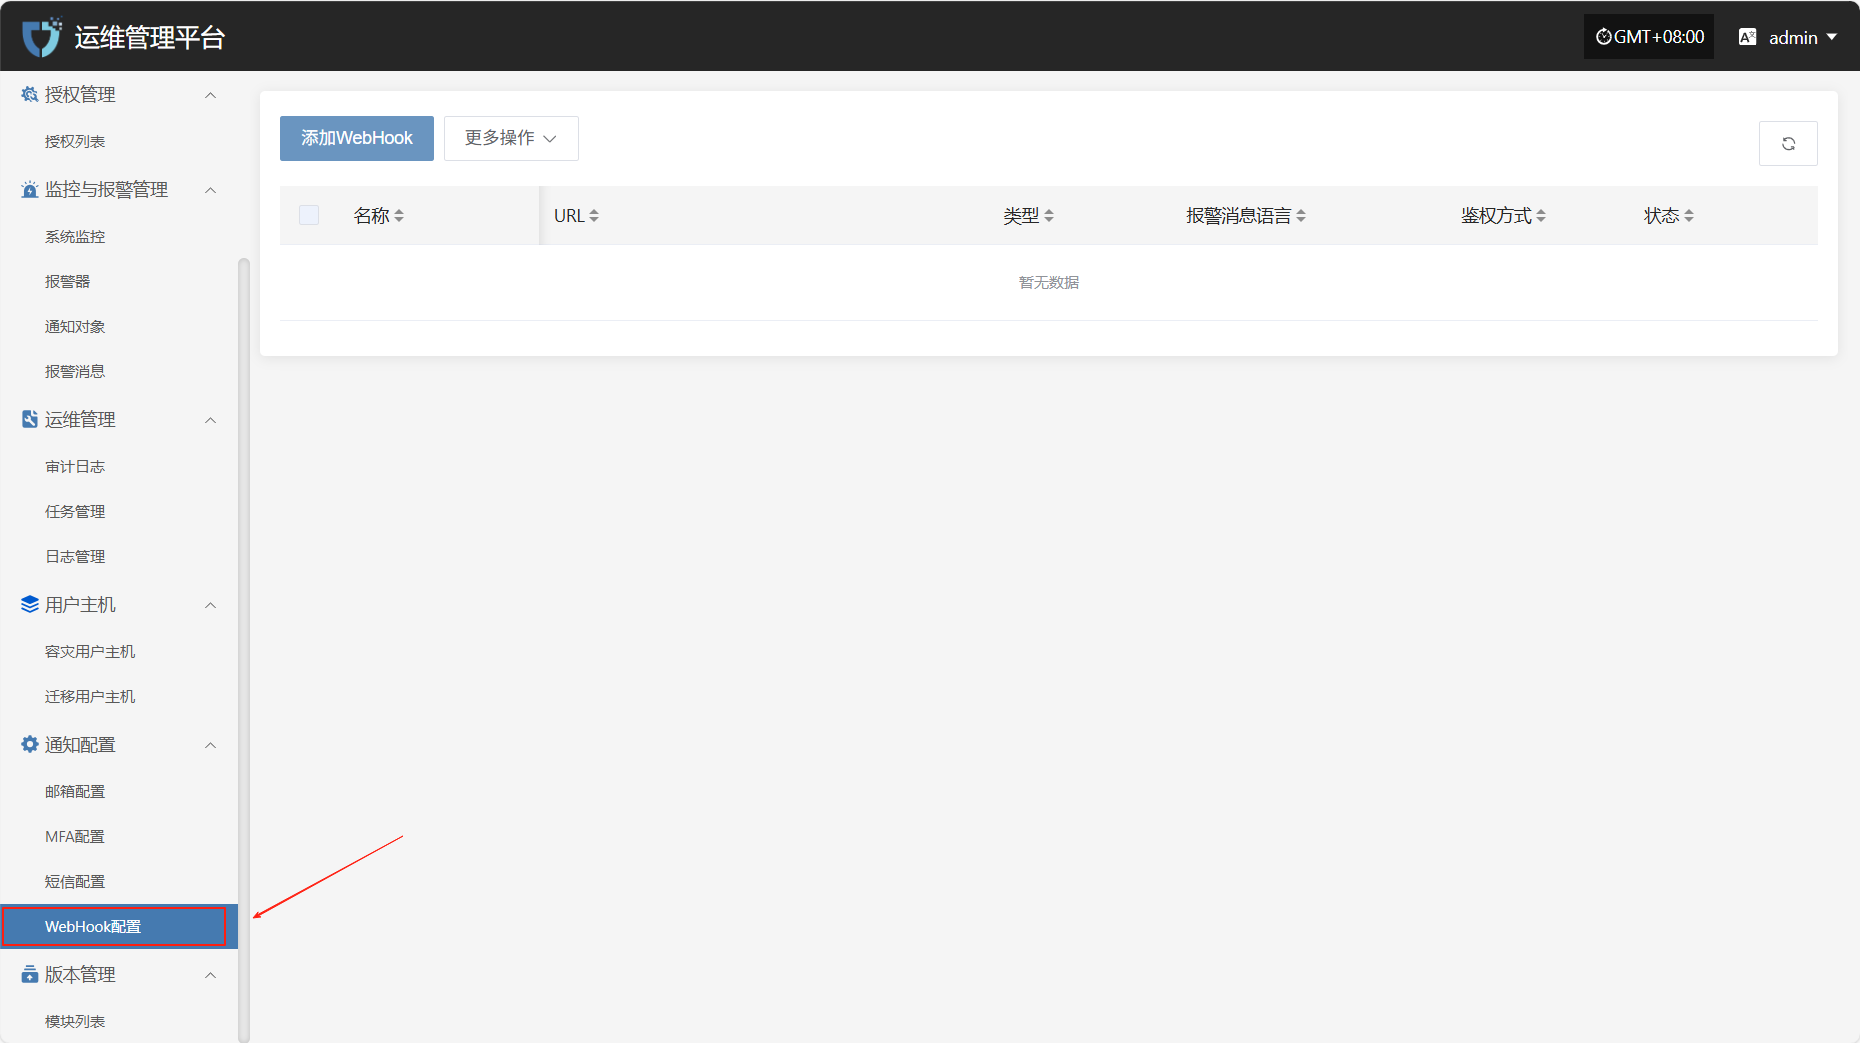 运维管理平台
GMT+08:00
admin
授权管理
授权列表
监控与报警管理
系统监控
报警器
通知对象
报警消息
运维管理
审计日志
任务管理
日志管理
用户主机
容灾用户主机
迁移用户主机
通知配置
邮箱配置
MFA配置
短信配置
WebHook配置
版本管理
模块列表
添加WebHook 更多操作
名称 URL 类型 报警消息语言 鉴权方式 状态
暂无数据